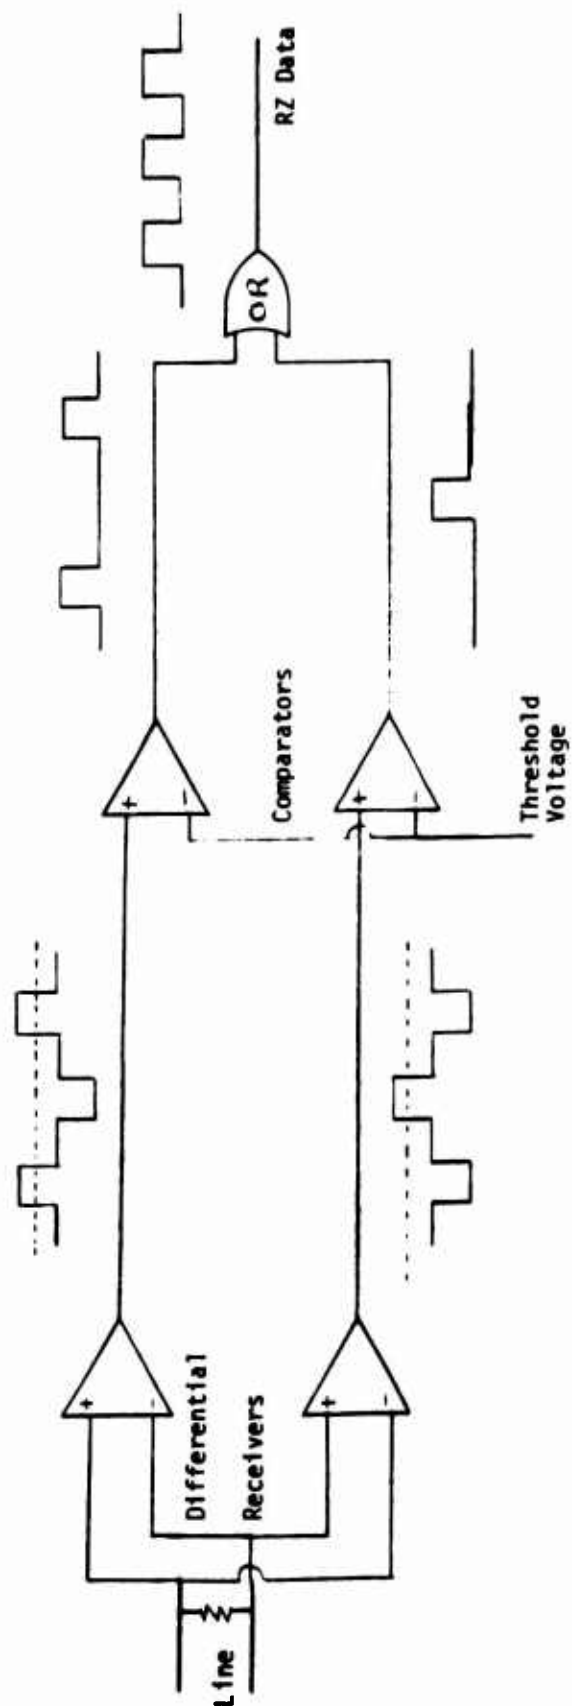 Line
Differential
Receivers
+
-
+
-
Comparators
+
-
+
-
Threshold
Voltage
OR
RZ Data